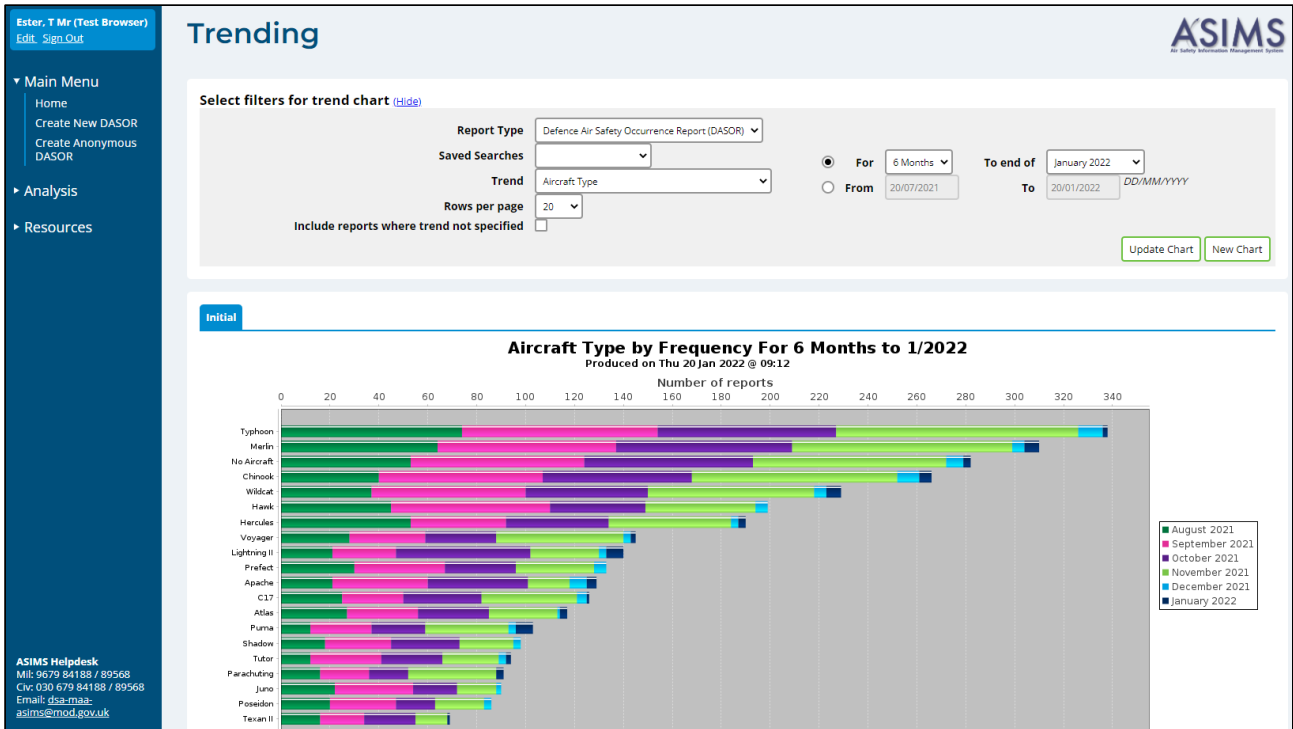 Ester, T Mr (Test Browser)
Edit Sign Out
Main Menu
Home
Create New DASOR
Create Anonymous
DASOR
Analysis
Resources
ASIMS Helpdesk
Mil: 9679 84188 / 89568
Civ: 030 679 84188 / 89568
Email: dsa-maa-
asims@mod.gov.uk
Trending
ASIMS
Air Safety Information Management System
Select filters for trend chart (Hide)
Report Type Defence Air Safety Occurrence Report (DASOR)
Saved Searches
Trend Aircraft Type
Rows per page 20
Include reports where trend not specified
For 6 Months To end of January 2022
From 20/07/2021 To 20/01/2022 DD/MM/YYYY
Update Chart New Chart
Initial
Aircraft Type by Frequency For 6 Months to 1/2022
Produced on Thu 20 Jan 2022 @ 09:12
Number of reports
0 20 40 60 80 100 120 140 160 180 200 220 240 260 280 300 320 340
Typhoon
Merlin
No Aircraft
Chinook
Wildcat
Hawk
Hercules
Voyager
Lightning II
Prefect
Apache
C17
Atlas
Puma
Shadow
Tutor
Parachuting
Juno
Poseidon
Texan II
August 2021
September 2021
October 2021
November 2021
December 2021
January 2022